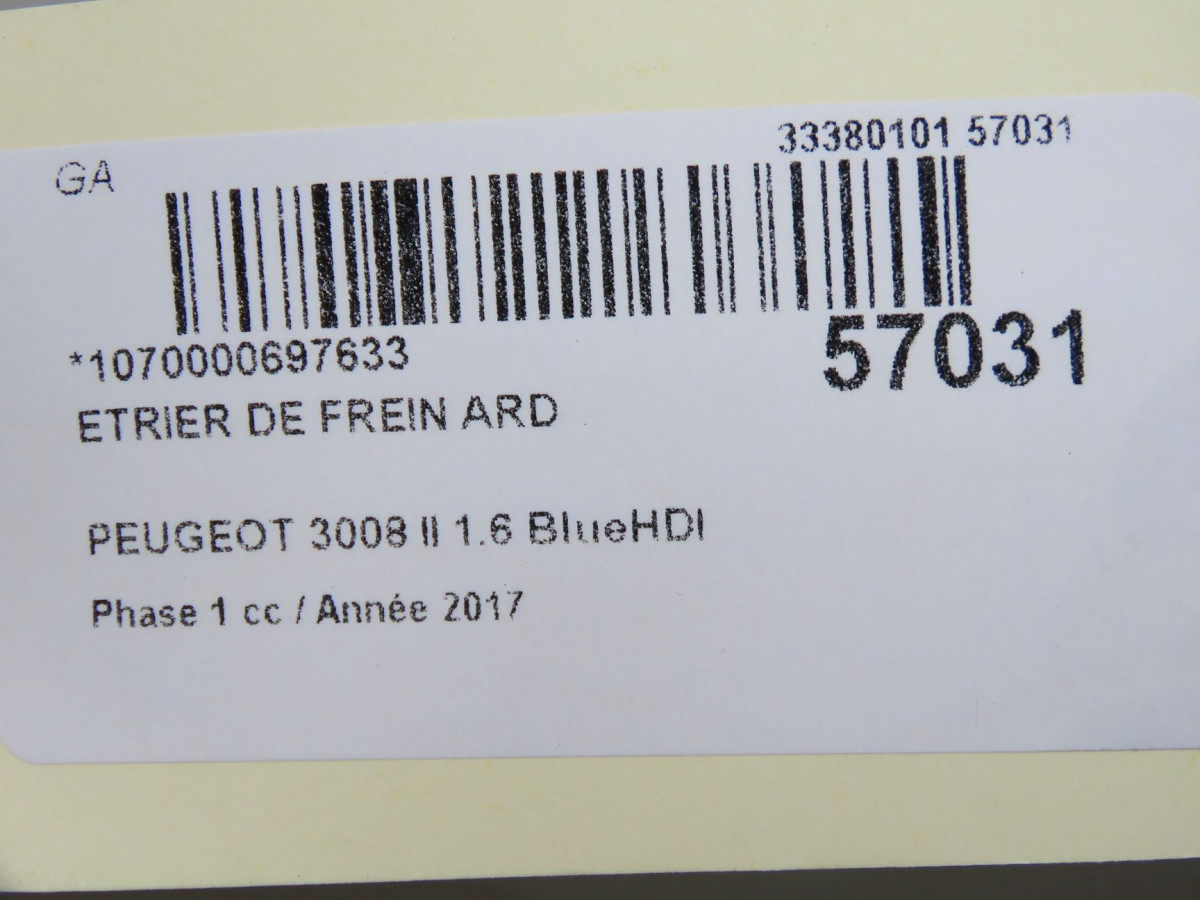 33380101 57031
GA
*1070000697633
57031
ETRIER DE FREIN ARD
PEUGEOT 3008 II 1.6 BlueHDI
Phase 1 cc / Année 2017